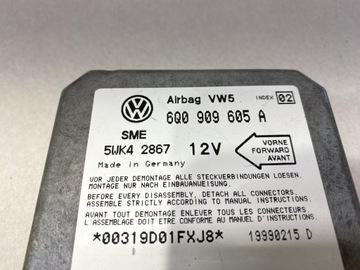 Airbag VW5 INDEX 02
6Q0 909 605 A
SME
5WK4 2867 12V
VORNE
FORWARD
AVANT
Made in Germany
VOR JEDER DEMONTAGE ALLE STECKVERBINDUNGEN LOESEN.
MONTAGE NUR NACH EINBAUANWEISUNG.
BEFORE EVERY DISASSEMBLY, DETACH ALL CONNECTORS.
ASSEMBLE STRICTLY ACCORDING TO MANUAL INSTRUCTIONS.
AVANT TOUT DEMONTAGE ENLEVER TOUS LES CONNECTEURS
L'ASSEMBLAGE DOIT ETRE CONFORME AU MANUEL D'INSTRUCTIONS
*00319D01FXJ8* 19990215 D